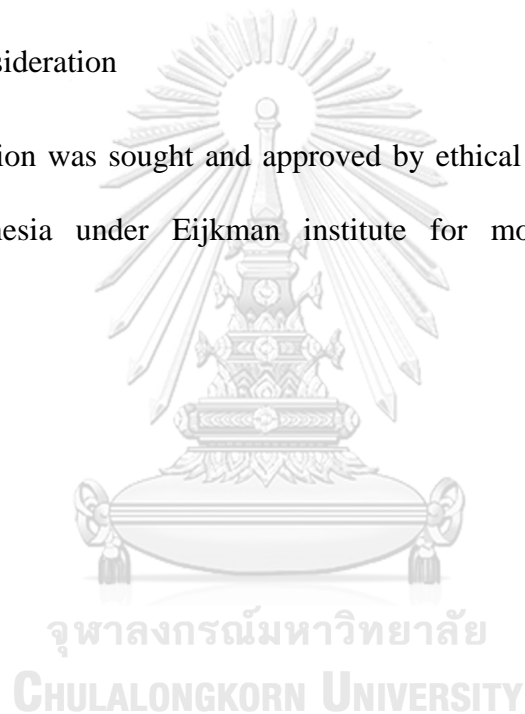 sideration
ion was sought and approved by ethical
nesia under Eijkman institute for mo
จุฬาลงกรณ์มหาวิทยาลัย
CHULALONGKORN UNIVERSITY